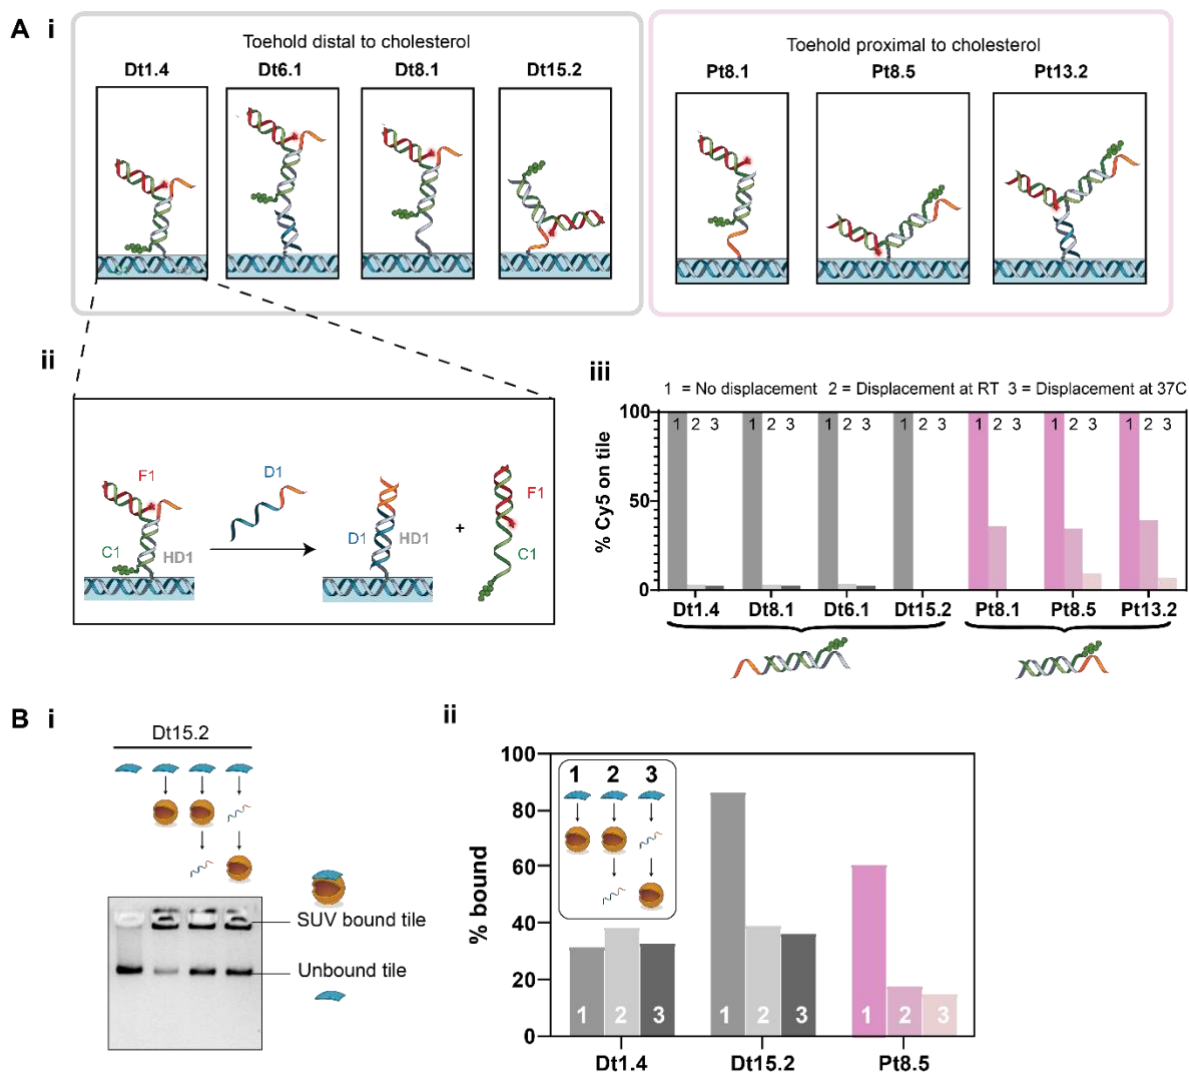 A i
Toehold distal to cholesterol
Dt1.4 Dt6.1 Dt8.1 Dt15.2
Toehold proximal to cholesterol
Pt8.1 Pt8.5 Pt13.2
ii
F1
D1
C1
HD1
D1
HD1
+
F1
C1
iii
1 = No displacement 2 = Displacement at RT 3 = Displacement at 37C
% Cy5 on tile
100
50
0
1 2 3 1 2 3 1 2 3 1 2 3 1 2 3 1 2 3 1 2 3
Dt1.4 Dt8.1 Dt6.1 Dt15.2 Pt8.1 Pt8.5 Pt13.2
B i
Dt15.2
SUV bound tile
Unbound tile
ii
% bound
100
80
60
40
20
0
1 2 3
1 2 3 1 2 3 1 2 3
Dt1.4 Dt15.2 Pt8.5